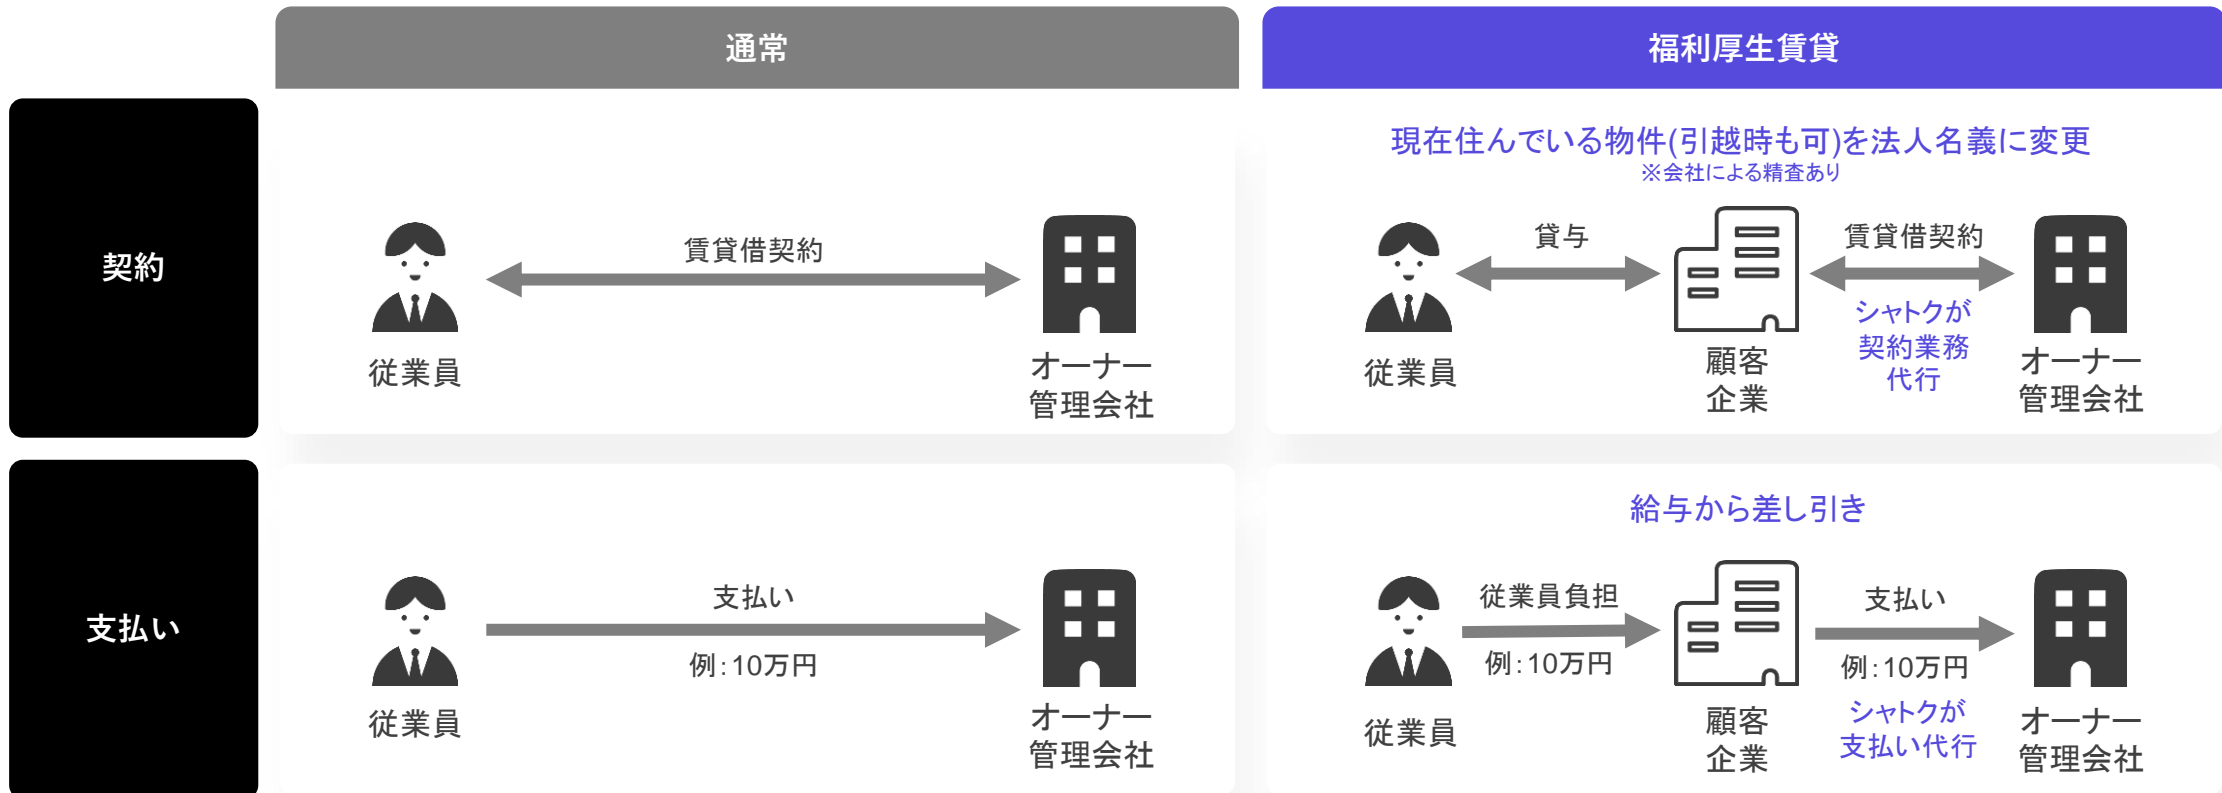 通常
福利厚生賃貸
契約
賃貸借契約
従業員
オーナー
管理会社
現在住んでいる物件(引越時も可)を法人名義に変更
※会社による精査あり
貸与
賃貸借契約
シャトクが
契約業務
代行
従業員
顧客
企業
オーナー
管理会社
支払い
支払い
例：10万円
従業員
オーナー
管理会社
給与から差し引き
従業員負担
例：10万円
支払い
例：10万円
シャトクが
支払い代行
従業員
顧客
企業
オーナー
管理会社